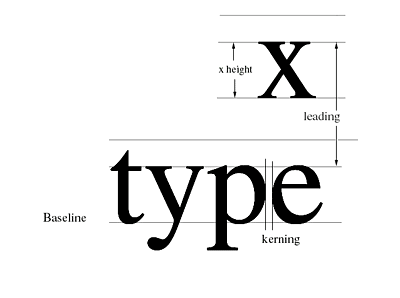 x
x height
leading
type
Baseline
kerning